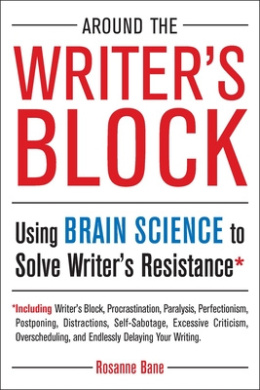 AROUND THE
WRITER'S
BLOCK
Using BRAIN SCIENCE to
Solve Writer's Resistance*
*Including Writer's Block, Procrastination, Paralysis, Perfectionism,
Postponing, Distractions, Self-Sabotage, Excessive Criticism,
Overscheduling, and Endlessly Delaying Your Writing.
Rosanne Bane